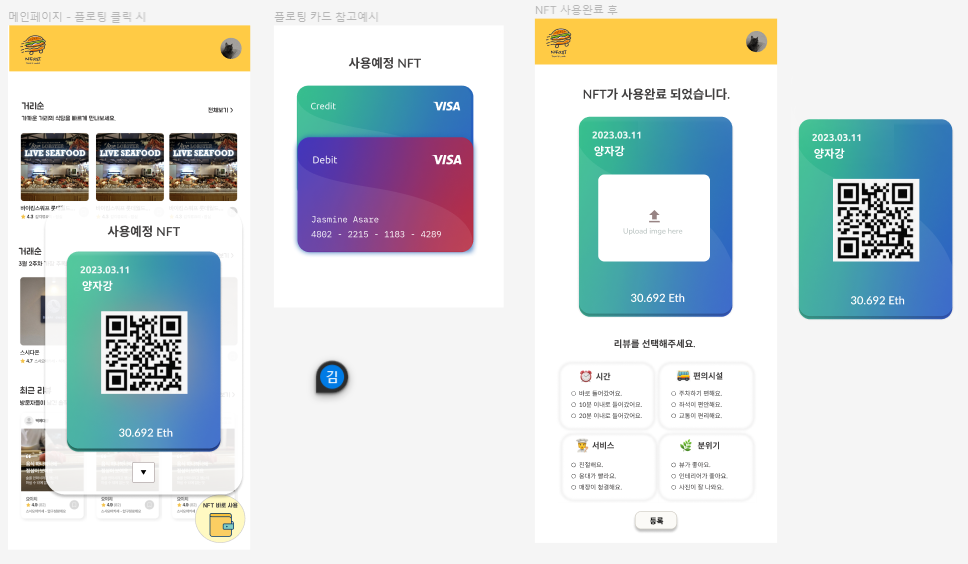 메인페이지 - 플로팅 클릭 시
거리순
전체보기 >
가까운 거리의 식당을 빠르게 만나보세요.
LIVE SEAFOOD
LIVE SEAFOOD
LIVE SEAFOOD
4.3
사용예정 NFT
거래순
3월 2주차
2023.03.11
양자강
30.692 Eth
스시다온
4.7
최근 리
▼
4.9
4.9
4.9
NFT 바로 사용
플로팅 카드 참고예시
사용예정 NFT
Credit
VISA
Debit
VISA
Jasmine Asare
4802 - 2215 - 1183 - 4289
김
NFT 사용완료 후
NFT가 사용완료 되었습니다.
2023.03.11
양자강
Upload imge here
30.692 Eth
리뷰를 선택해주세요.
시간
바로 들어갔어요.
10분 이내로 들어갔어요.
20분 이내로 들어갔어요.
편의시설
주차하기 편해요.
좌석이 편안해요.
교통이 편리해요.
서비스
친절해요.
응대가 빨라요.
매장이 청결해요.
분위기
뷰가 좋아요.
인테리어가 좋아요.
사진이 잘 나와요.
등록
2023.03.11
양자강
30.692 Eth